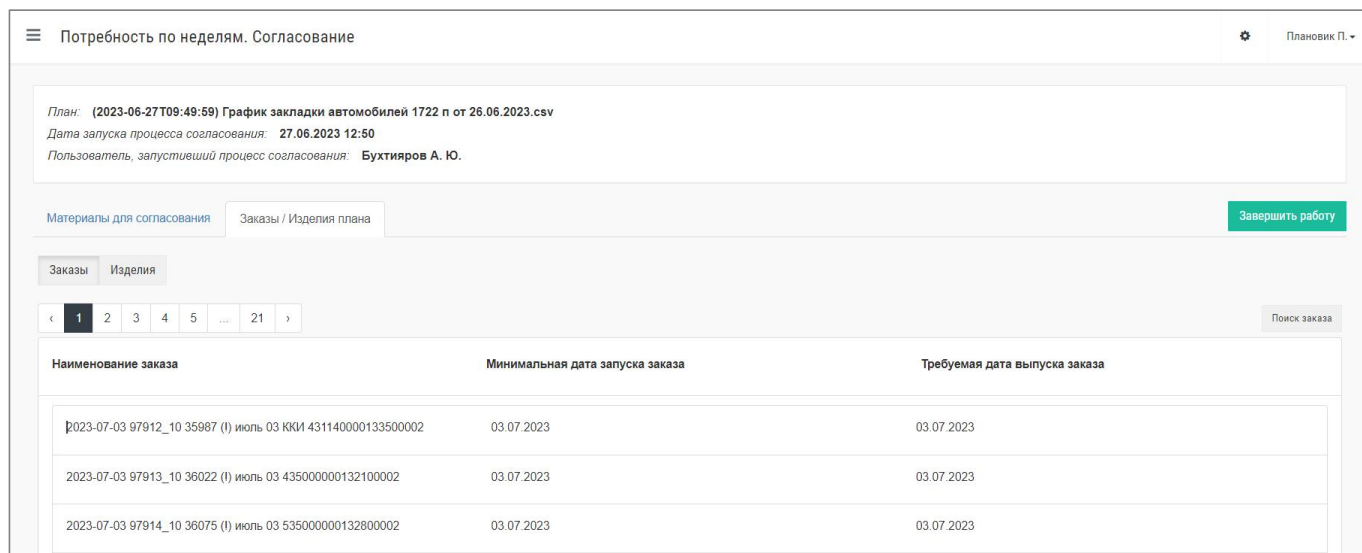 Потребность по неделям. Согласование
Плановик П.
План: (2023-06-27T09:49:59) График закладки автомобилей 1722 п от 26.06.2023.csv
Дата запуска процесса согласования: 27.06.2023 12:50
Пользователь, запустивший процесс согласования: Бухтияров А. Ю.
Материалы для согласования Заказы / Изделия плана Завершить работу
Заказы Изделия
‹ 1 2 3 4 5 ... 21 › Поиск заказа
Наименование заказа Минимальная дата запуска заказа Требуемая дата выпуска заказа
2023-07-03 97912_10 35987 (!) июль 03 ККИ 431140000133500002 03.07.2023 03.07.2023
2023-07-03 97913_10 36022 (!) июль 03 435000000132100002 03.07.2023 03.07.2023
2023-07-03 97914_10 36075 (!) июль 03 535000000132800002 03.07.2023 03.07.2023